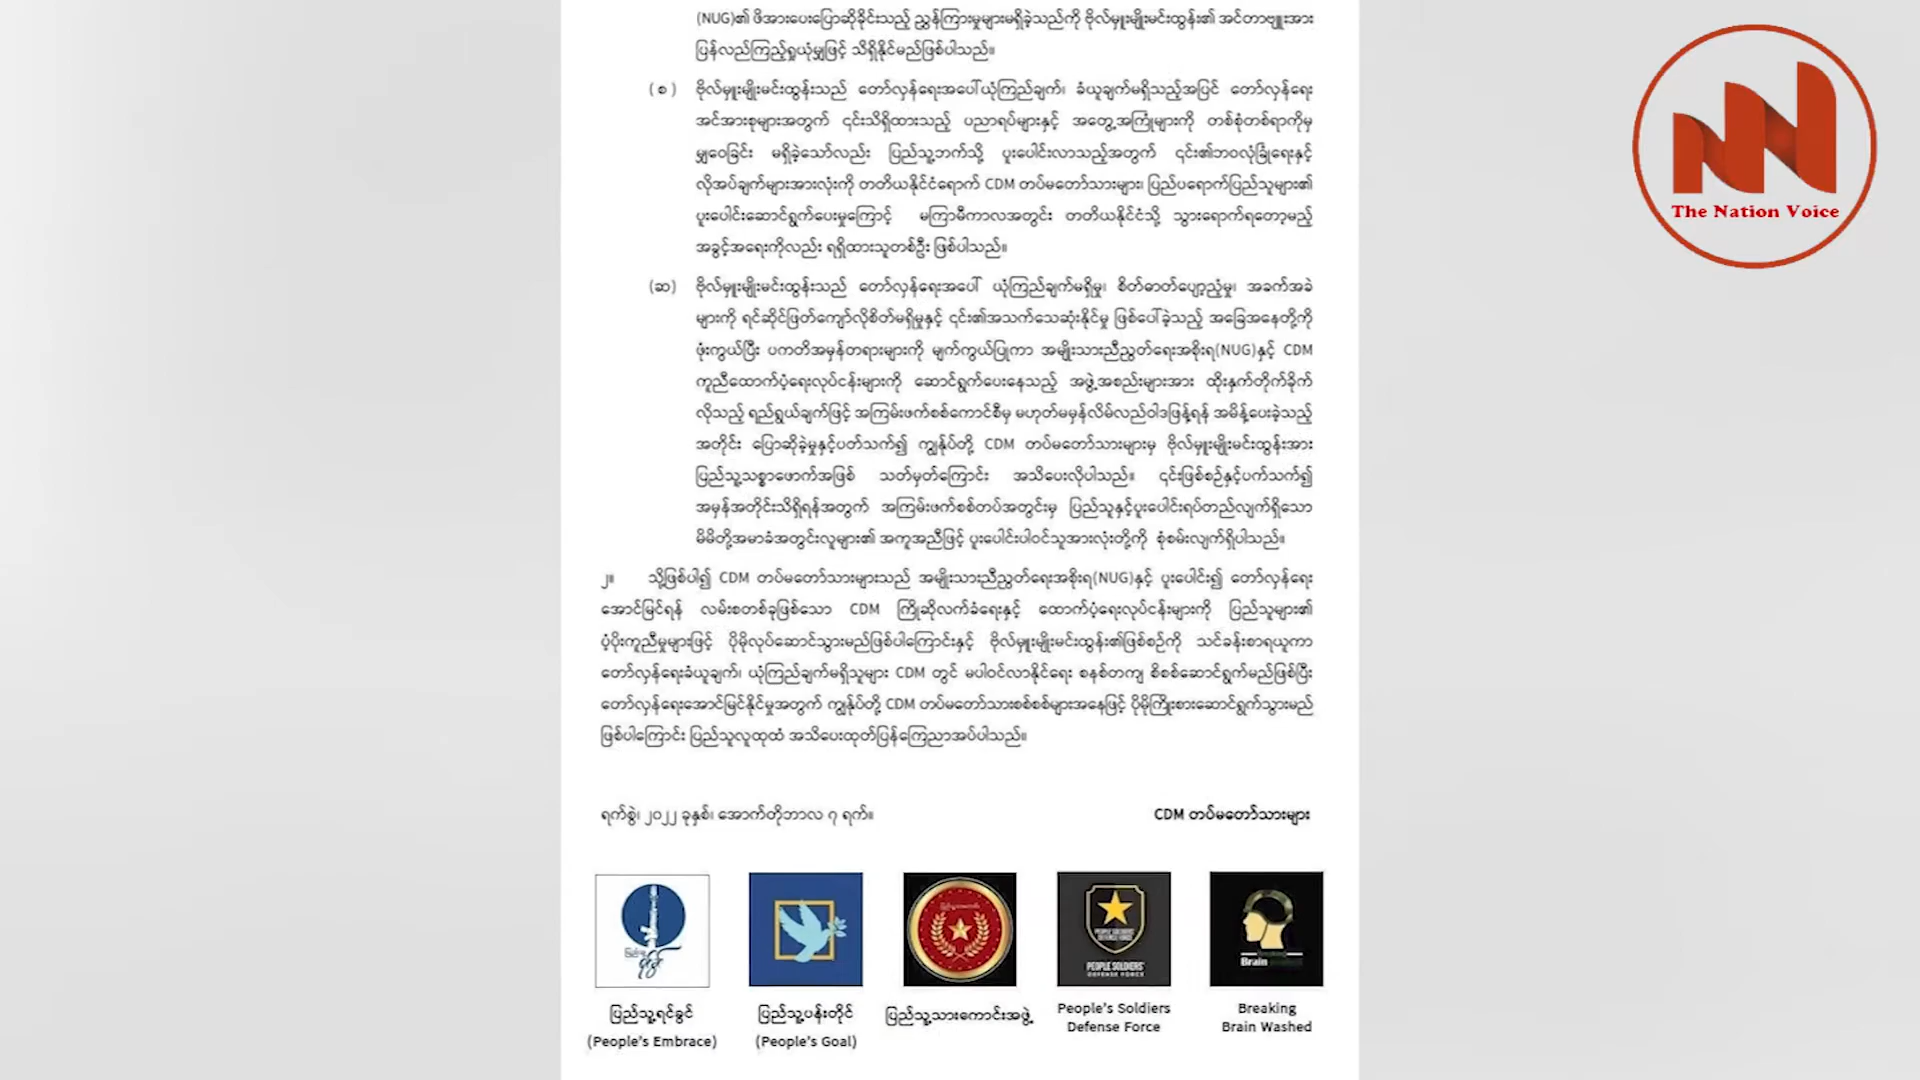 (NUG)၏ ဖိအားပေးပြောဆိုခိုင်းသည့် ညွှန်ကြားမှုများမရှိခဲ့သည်ကို ဗိုလ်မှူးမျိုးမင်းထွန်း၏ အင်တာဗျူးအား
ပြန်လည်ကြည့်ရှုယုံမျှဖြင့် သိရှိနိုင်မည်ဖြစ်ပါသည်။
The Nation Voice
(စ) ဗိုလ်မှူးမျိုးမင်းထွန်းသည် တော်လှန်ရေးအပေါ်ယုံကြည်ချက်၊ ခံယူချက်မရှိသည့်အပြင် တော်လှန်ရေး
အင်အားစုများအတွက် ၎င်းသိရှိထားသည့် ပညာရပ်များနှင့် အတွေ့အကြုံများကို တစ်စုံတစ်ရာကိုမှ
မျှဝေခြင်း မရှိခဲ့သော်လည်း ပြည်သူ့ဘက်သို့ ပူးပေါင်းလာသည့်အတွက် ၎င်း၏ဘဝလုံခြုံရေးနှင့်
လိုအပ်ချက်များအားလုံးကို တတိယနိုင်ငံရောက် CDM တပ်မတော်သားများ၊ ပြည်ပရောက်ပြည်သူများ၏
ပူးပေါင်းဆောင်ရွက်ပေးမှုကြောင့် မကြာမီကာလအတွင်း တတိယနိုင်ငံသို့ သွားရောက်ရတော့မည့်
အခွင့်အရေးကိုလည်း ရရှိထားသူတစ်ဦး ဖြစ်ပါသည်။
(ဆ) ဗိုလ်မှူးမျိုးမင်းထွန်းသည် တော်လှန်ရေးအပေါ် ယုံကြည်ချက်မရှိမှု၊ စိတ်ဓာတ်ပျော့ညံ့မှု၊ အခက်အခဲ
များကို ရင်ဆိုင်ဖြတ်ကျော်လိုစိတ်မရှိမှုနှင့် ၎င်း၏အသက်သေဆုံးနိုင်မှု ဖြစ်ပေါ်ခဲ့သည့် အခြေအနေတို့ကို
ဖုံးကွယ်ပြီး ပကတိအမှန်တရားများကို မျက်ကွယ်ပြုကာ အမျိုးသားညီညွတ်ရေးအစိုးရ(NUG)နှင့် CDM
ကူညီထောက်ပံ့ရေးလုပ်ငန်းများကို ဆောင်ရွက်ပေးနေသည့် အဖွဲ့အစည်းများအား ထိုးနှက်တိုက်ခိုက်
လိုသည့် ရည်ရွယ်ချက်ဖြင့် အကြမ်းဖက်စစ်ကောင်စီမှ မဟုတ်မမှန်လိမ်လည်ဝါဒဖြန့်ရန် အမိန့်ပေးခဲ့သည့်
အတိုင်း ပြောဆိုခဲ့မှုနှင့်ပတ်သက်၍ ကျွန်ုပ်တို့ CDM တပ်မတော်သားများမှ ဗိုလ်မှူးမျိုးမင်းထွန်းအား
ပြည်သူ့သစ္စာဖောက်အဖြစ် သတ်မှတ်ကြောင်း အသိပေးလိုပါသည်။ ၎င်းဖြစ်စဉ်နှင့်ပက်သက်၍
အမှန်အတိုင်းသိရှိရန်အတွက် အကြမ်းဖက်စစ်တပ်အတွင်းမှ ပြည်သူနှင့်ပူးပေါင်းရပ်တည်လျက်ရှိသော
မိမိတို့အမာခံအတွင်းလူများ၏ အကူအညီဖြင့် ပူးပေါင်းပါဝင်သူအားလုံးတို့ကို စုံစမ်းလျက်ရှိပါသည်။
၂။ သို့ဖြစ်ပါ၍ CDM တပ်မတော်သားများသည် အမျိုးသားညီညွတ်ရေးအစိုးရ(NUG)နှင့် ပူးပေါင်း၍ တော်လှန်ရေး
အောင်မြင်ရန် လမ်းစတစ်ခုဖြစ်သော CDM ကြိုဆိုလက်ခံရေးနှင့် ထောက်ပံ့ရေးလုပ်ငန်းများကို ပြည်သူများ၏
ပံ့ပိုးကူညီမှုများဖြင့် ပိုမိုလုပ်ဆောင်သွားမည်ဖြစ်ပါကြောင်းနှင့် ဗိုလ်မှူးမျိုးမင်းထွန်း၏ဖြစ်စဉ်ကို သင်ခန်းစာရယူကာ
တော်လှန်ရေးခံယူချက်၊ ယုံကြည်ချက်မရှိသူများ CDM တွင် မပါဝင်လာနိုင်ရေး စနစ်တကျ စိစစ်ဆောင်ရွက်မည်ဖြစ်ပြီး
တော်လှန်ရေးအောင်မြင်နိုင်မှုအတွက် ကျွန်ုပ်တို့ CDM တပ်မတော်သားစစ်စစ်များအနေဖြင့် ပိုမိုကြိုးစားဆောင်ရွက်သွားမည်
ဖြစ်ပါကြောင်း ပြည်သူလူထုထံ အသိပေးထုတ်ပြန်ကြေညာအပ်ပါသည်။
ရက်စွဲ၊ ၂၀၂၂ ခုနှစ်၊ အောက်တိုဘာလ ၇ ရက်။
CDM တပ်မတော်သားများ
PEOPLE SOLDIERS'
DEFENSE FORCE
PEOPLE SOLDIERS'
DEFENSE FORCE
Brain
ပြည်သူ့ရင်ခွင်
(People's Embrace)
ပြည်သူ့ပန်းတိုင်
(People's Goal)
ပြည်သူ့သားကောင်းအဖွဲ့
People's Soldiers
Defense Force
Breaking
Brain Washed